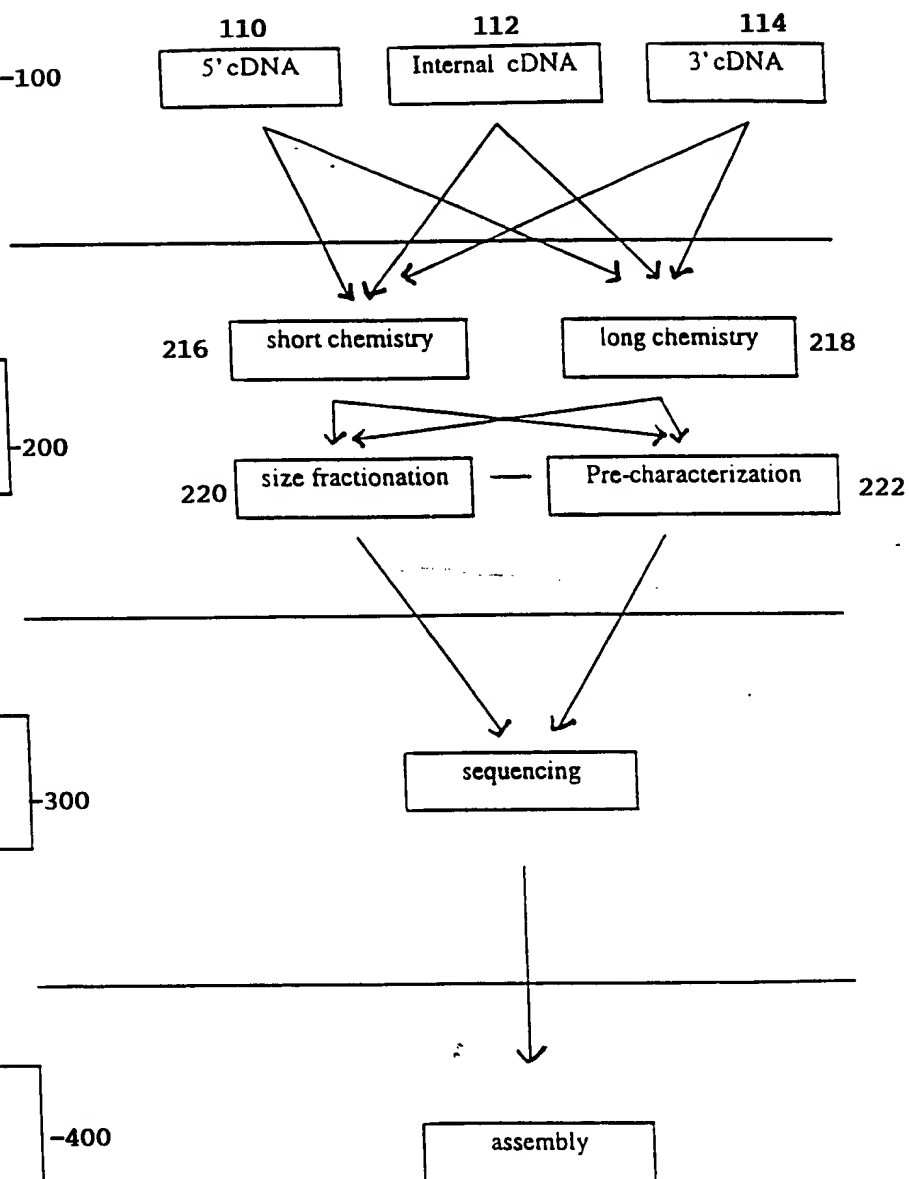 110 112 114
-100 5' cDNA Internal cDNA 3' cDNA
216 short chemistry long chemistry 218
-200
220 size fractionation — Pre-characterization 222
sequencing
-300
-400 assembly